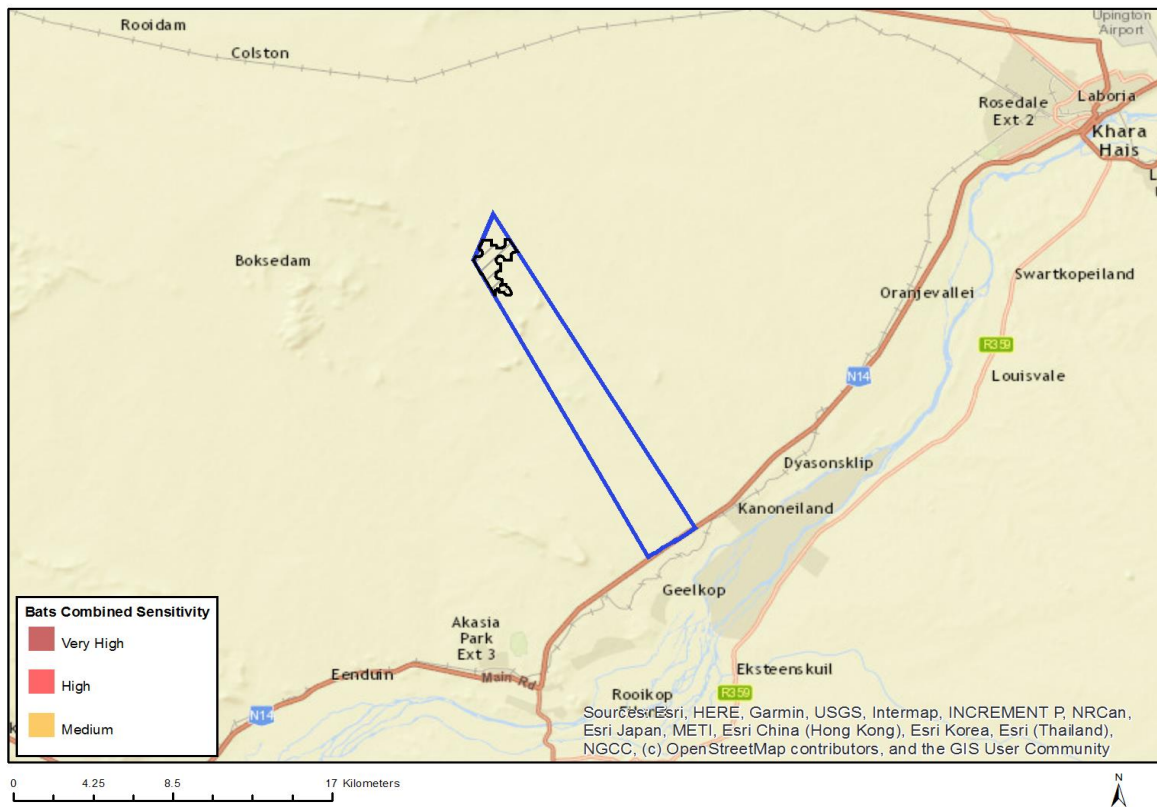 Upington
Airport
Rooidam
Colston
Laboria
Rosedale
Ext 2
Khara
Hais
Boksedam
Swartkopeiland
Oranjevallei
R359
Louisvale
N14
Dyasonsklip
Kanoneiland
Geelkop
Akasia
Park
Ext 3
Eenduin
Main Rd
Eksteenskuil
Rooikop
R359
N14
Bats Combined Sensitivity
Very High
High
Medium
Sources: Esri, HERE, Garmin, USGS, Intermap, INCREMENT P, NRCan,
Esri Japan, METI, Esri China (Hong Kong), Esri Korea, Esri (Thailand),
NGCC, (c) OpenStreetMap contributors, and the GIS User Community
0 4.25 8.5 17 Kilometers
N